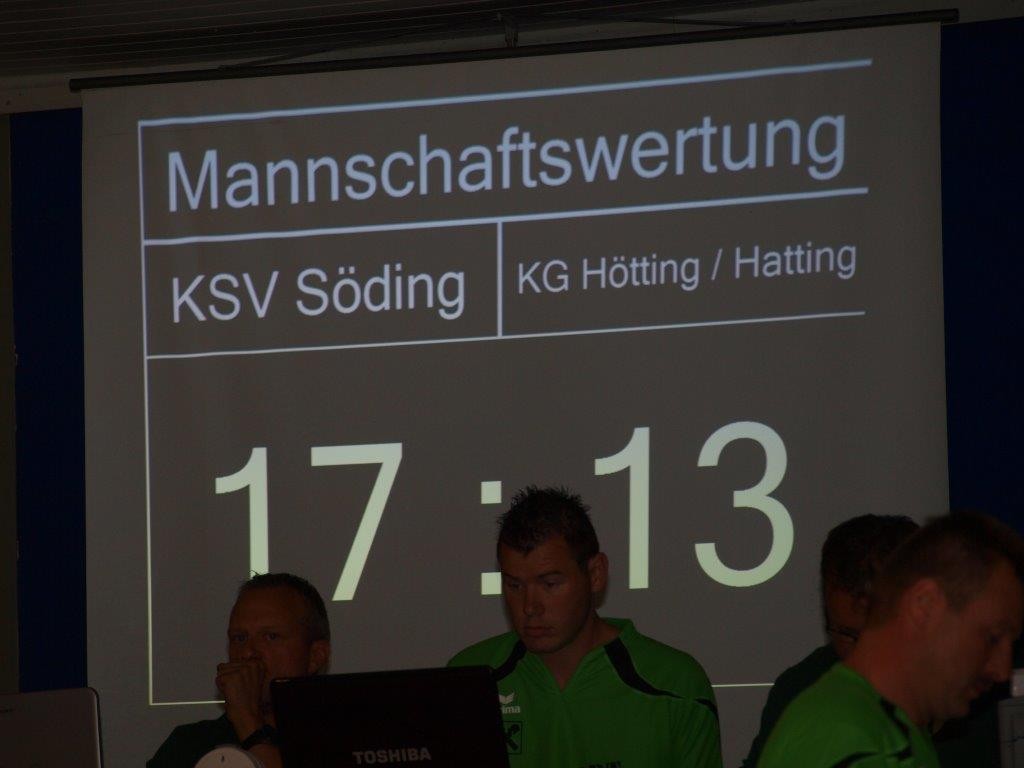 Mannschaftswertung
KSV Söding
KG Hötting / Hatting
17 : 13
TOSHIBA